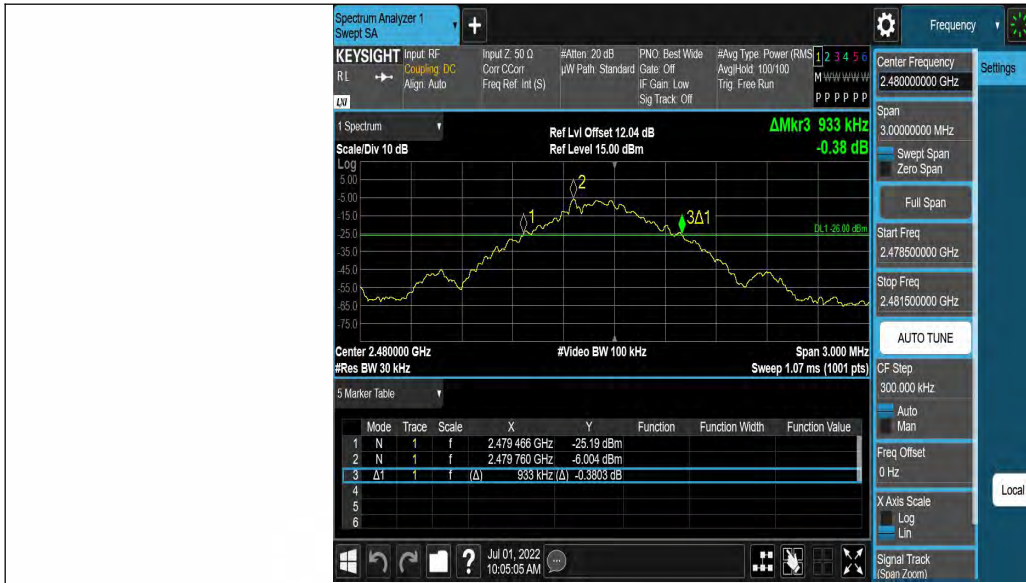 Spectrum Analyzer 1
Swept SA
+
Frequency
KEYSIGHT Input: RF Input Z: 50 Ω #Atten: 20 dB PNO: Best Wide #Avg Type: Power (RMS 1 2 3 4 5 6
RL Coupling: DC Corr CCorr µW Path: Standard Gate: Off Avg|Hold: 100/100 M W W W W W
Align: Auto Freq Ref: Int (S) IF Gain: Low Trig: Free Run
LXI Sig Track: Off P P P P P P
1 Spectrum
Scale/Div 10 dB
Ref Lvl Offset 12.04 dB
Ref Level 15.00 dBm
ΔMkr3 933 kHz
-0.38 dB
Log
5.00
-5.00
-15.0
-25.0
-35.0
-45.0
-55.0
-65.0
-75.0
1
2
3Δ1
DL1 -26.00 dBm
Center 2.480000 GHz #Video BW 100 kHz Span 3.000 MHz
#Res BW 30 kHz Sweep 1.07 ms (1001 pts)
5 Marker Table
Mode Trace Scale X Y Function Function Width Function Value
1 N 1 f 2.479 466 GHz -25.19 dBm
2 N 1 f 2.479 760 GHz -6.004 dBm
3 Δ1 1 f (Δ) 933 kHz (Δ) -0.3803 dB
4
5
6
? Jul 01, 2022
10:05:05 AM
Center Frequency
2.480000000 GHz
Settings
Span
3.00000000 MHz
Swept Span
Zero Span
Full Span
Start Freq
2.478500000 GHz
Stop Freq
2.481500000 GHz
AUTO TUNE
CF Step
300.000 kHz
Auto
Man
Freq Offset
0 Hz
Local
X Axis Scale
Log
Lin
Signal Track
(Span Zoom)